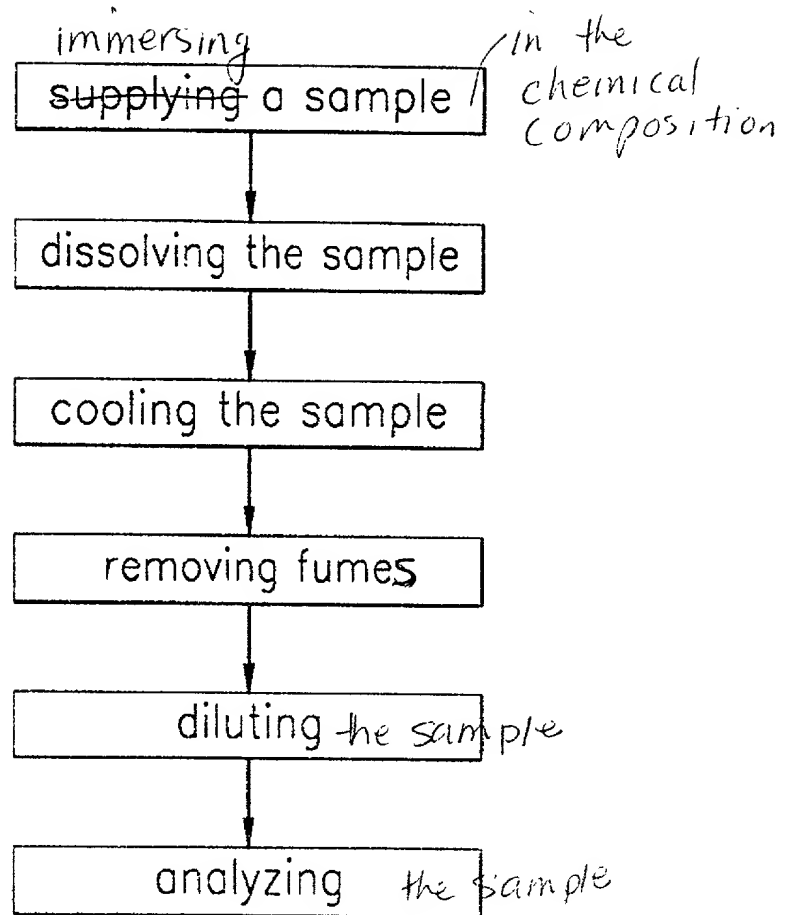 immersing
supplying a sample / in the
chemical
composition
dissolving the sample
cooling the sample
removing fumes
diluting the sample
analyzing the sample